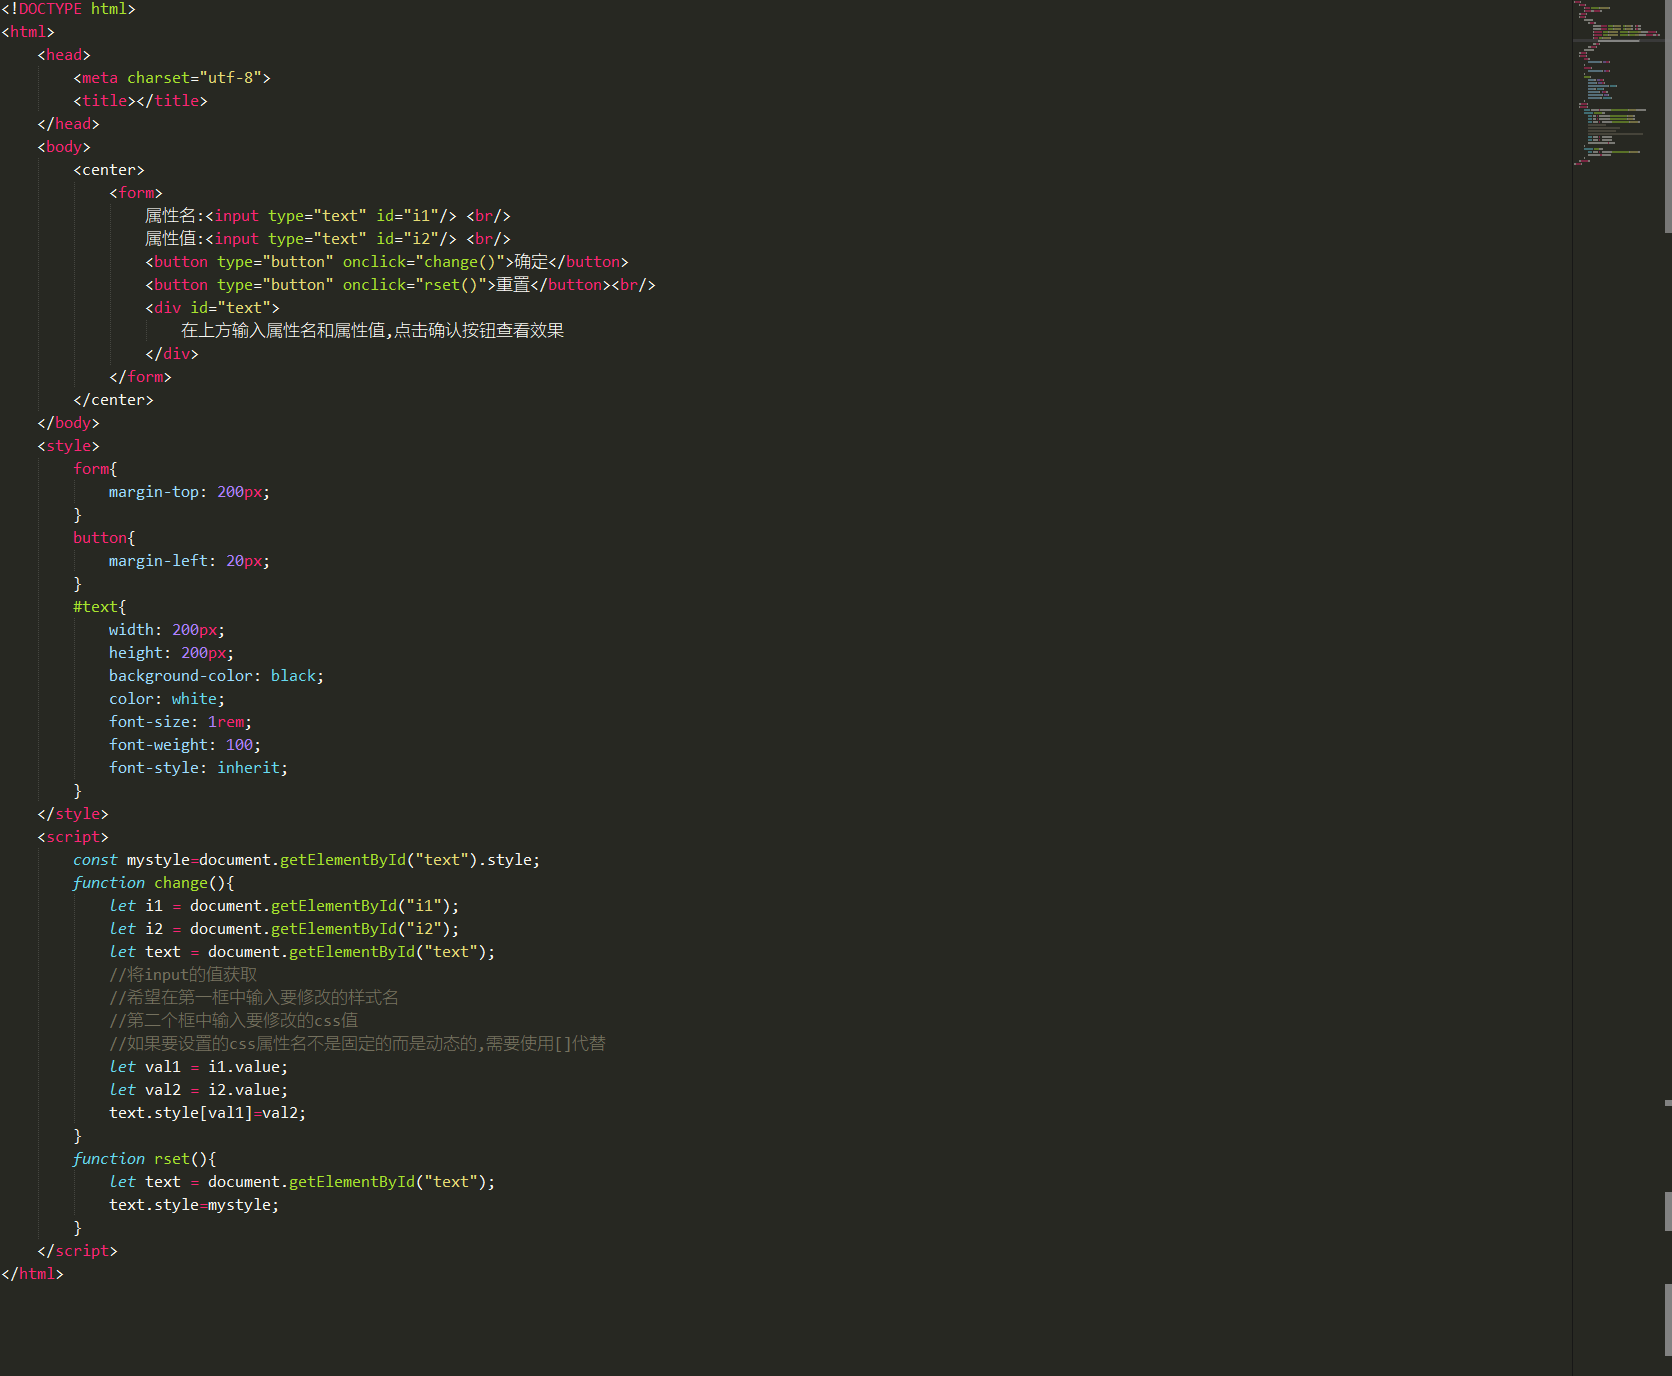 <!DOCTYPE html>
<html>
    <head>
        <meta charset="utf-8">
        <title></title>
    </head>
    <body>
        <center>
            <form>
                属性名:<input type="text" id="i1"/> <br/>
                属性值:<input type="text" id="i2"/> <br/>
                <button type="button" onclick="change()">确定</button>
                <button type="button" onclick="rset()">重置</button><br/>
                <div id="text">
                    在上方输入属性名和属性值,点击确认按钮查看效果
                </div>
            </form>
        </center>
    </body>
    <style>
        form{
            margin-top: 200px;
        }
        button{
            margin-left: 20px;
        }
        #text{
            width: 200px;
            height: 200px;
            background-color: black;
            color: white;
            font-size: 1rem;
            font-weight: 100;
            font-style: inherit;
        }
    </style>
    <script>
        const mystyle=document.getElementById("text").style;
        function change(){
            let i1 = document.getElementById("i1");
            let i2 = document.getElementById("i2");
            let text = document.getElementById("text");
            //将input的值获取
            //希望在第一框中输入要修改的样式名
            //第二个框中输入要修改的css值
            //如果要设置的css属性名不是固定的而是动态的,需要使用[]代替
            let val1 = i1.value;
            let val2 = i2.value;
            text.style[val1]=val2;
        }
        function rset(){
            let text = document.getElementById("text");
            text.style=mystyle;
        }
    </script>
</html>